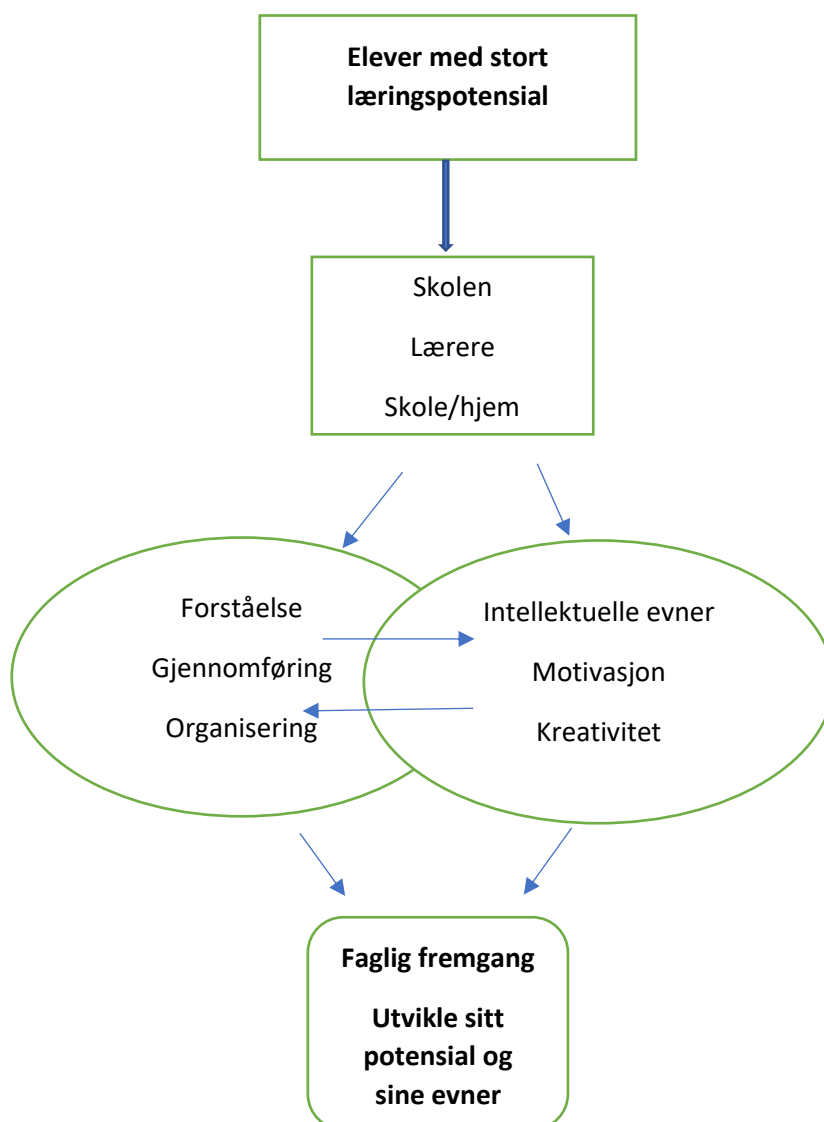 Elever med stort
læringspotensial
Skolen
Lærere
Skole/hjem
Forståelse
Gjennomføring
Organisering
Intellektuelle evner
Motivasjon
Kreativitet
Faglig fremgang
Utvikle sitt
potensial og
sine evner